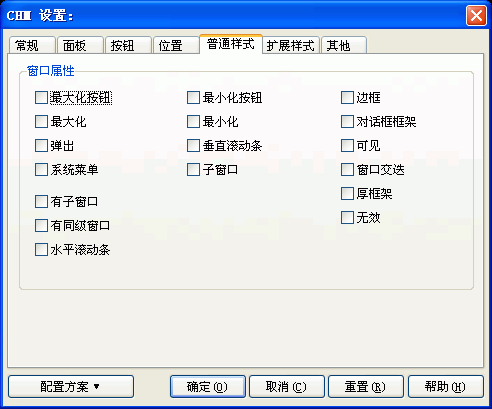 CHM 设置:
常规 面板 按钮 位置 普通样式 扩展样式 其他
窗口属性
最大化按钮 最小化按钮 边框
最大化 最小化 对话框框架
弹出 垂直滚动条 可见
系统菜单 子窗口 窗口交迭
有子窗口 厚框架
有同级窗口 无效
水平滚动条
配置方案 ▼ 确定(O) 取消(C) 重置(R) 帮助(H)